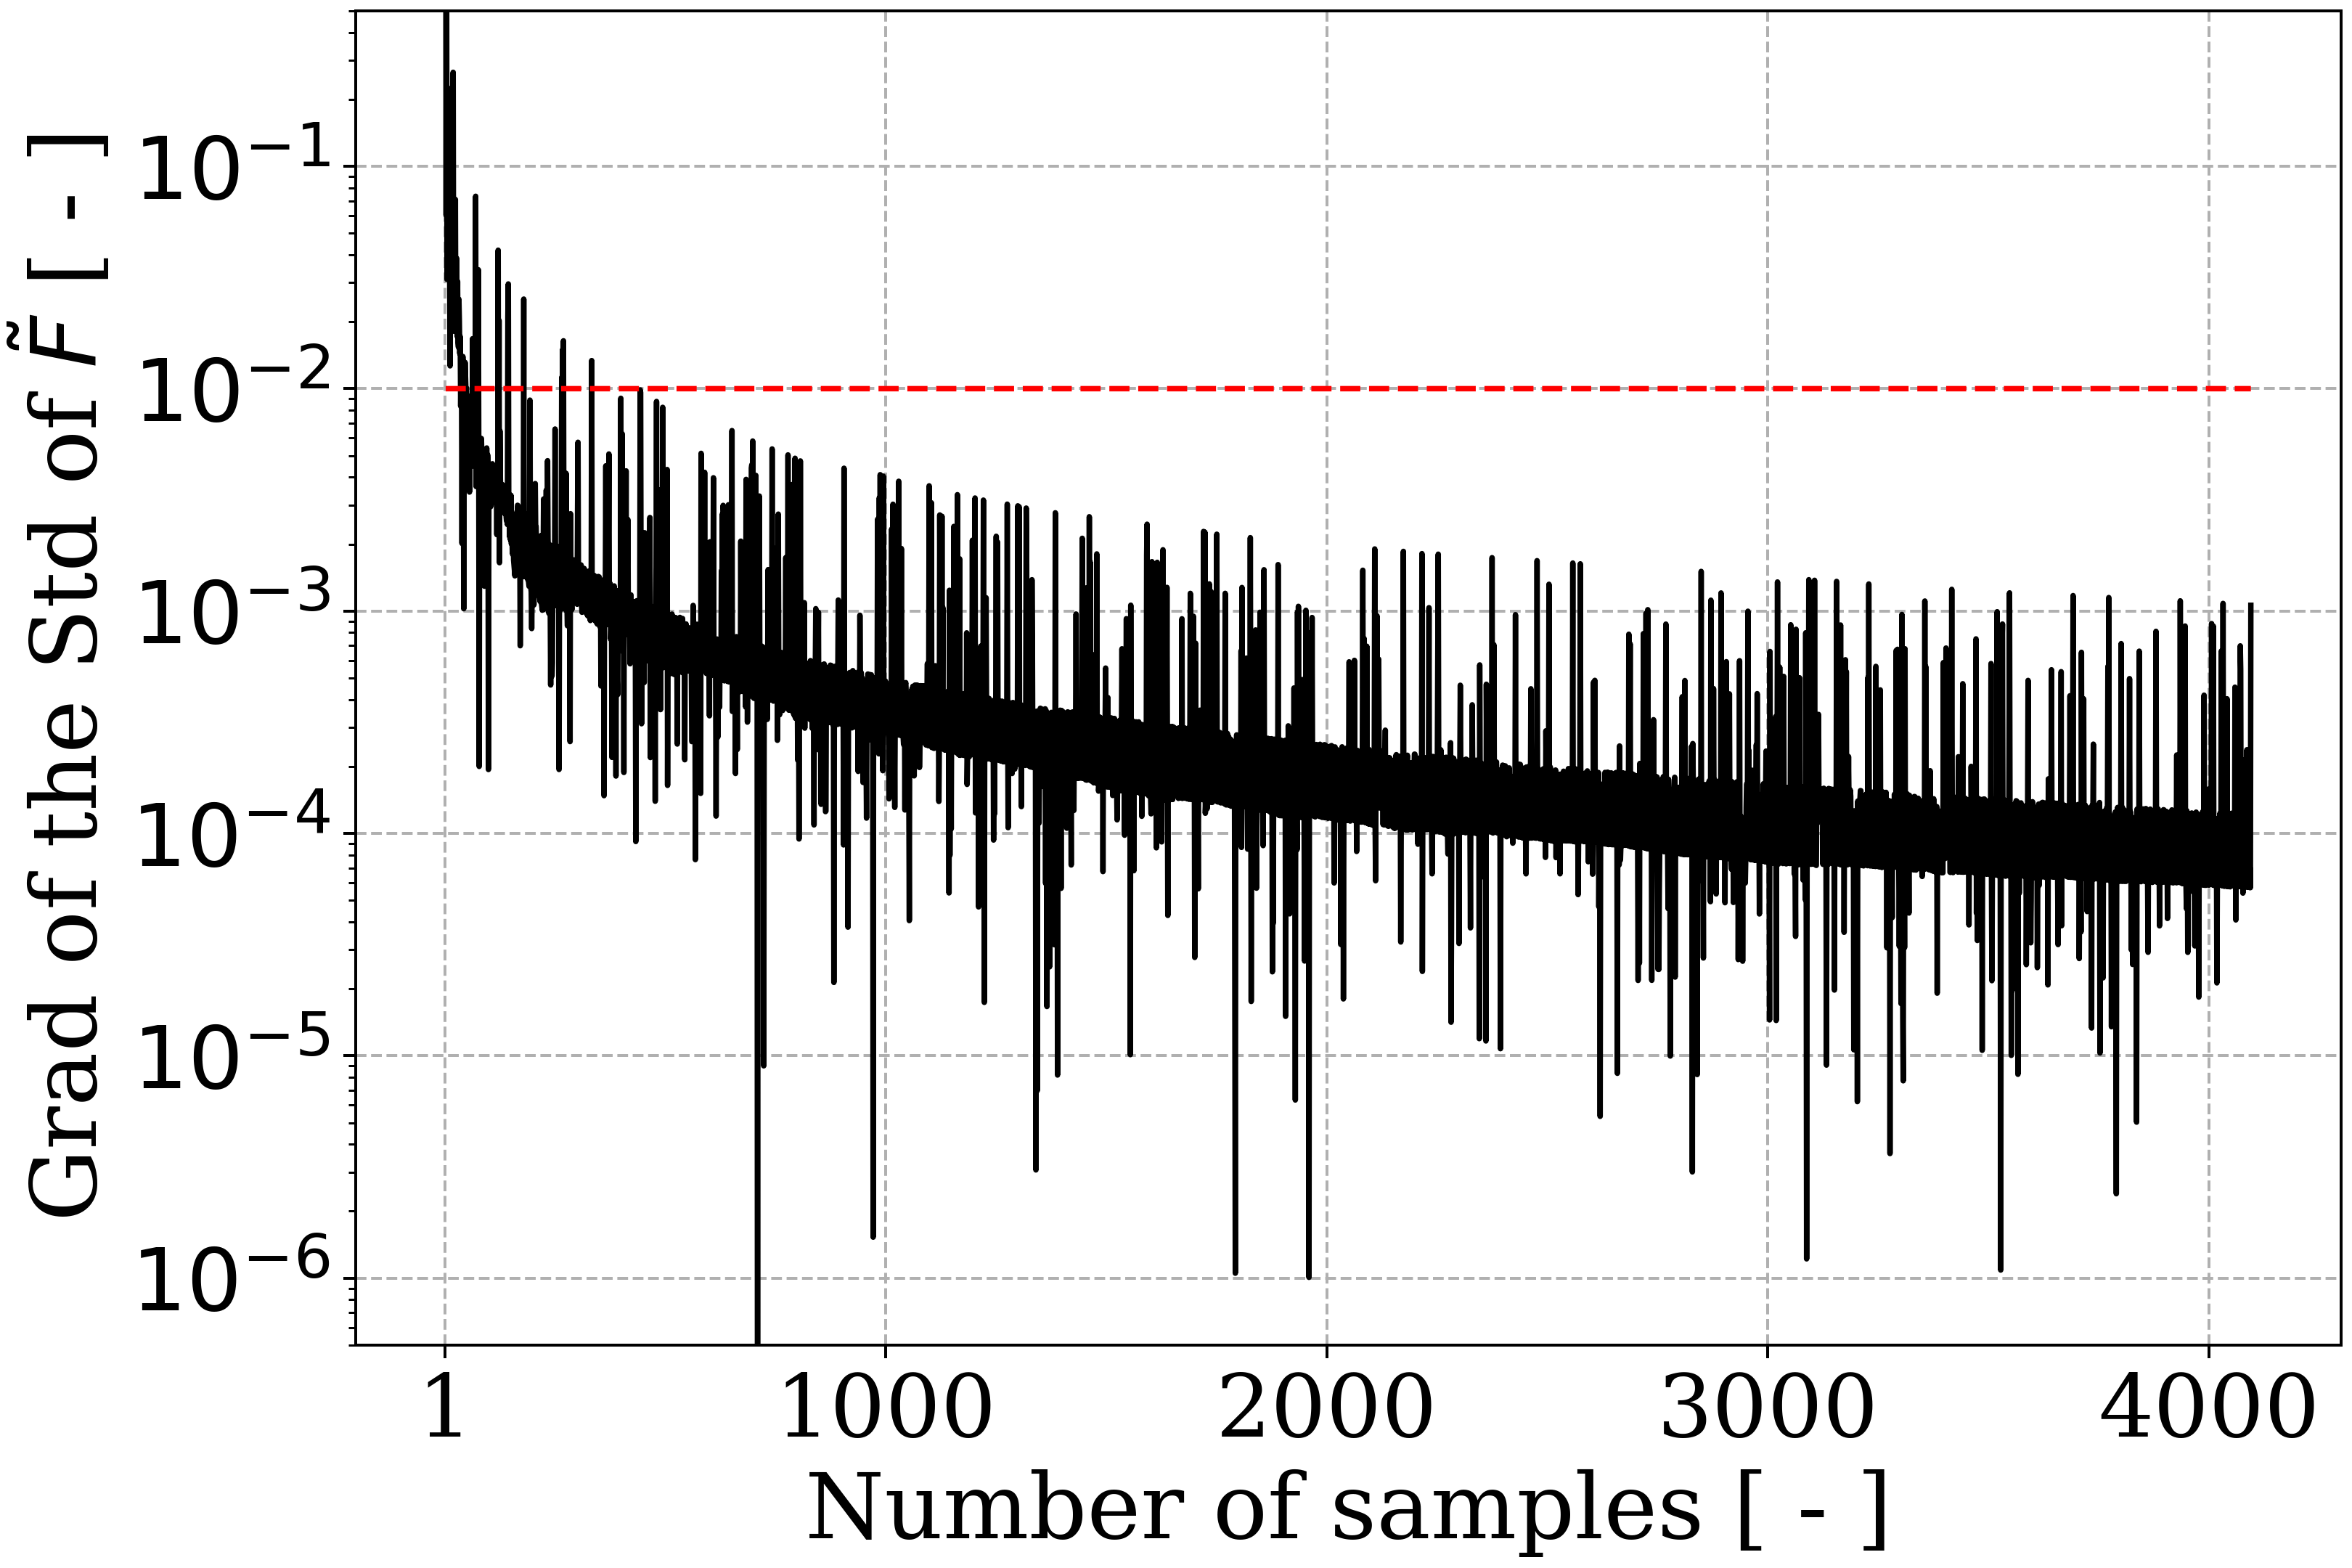 Grad of the Std of F̃ [ - ]
10⁻¹
10⁻²
10⁻³
10⁻⁴
10⁻⁵
10⁻⁶
1 1000 2000 3000 4000
Number of samples [ - ]